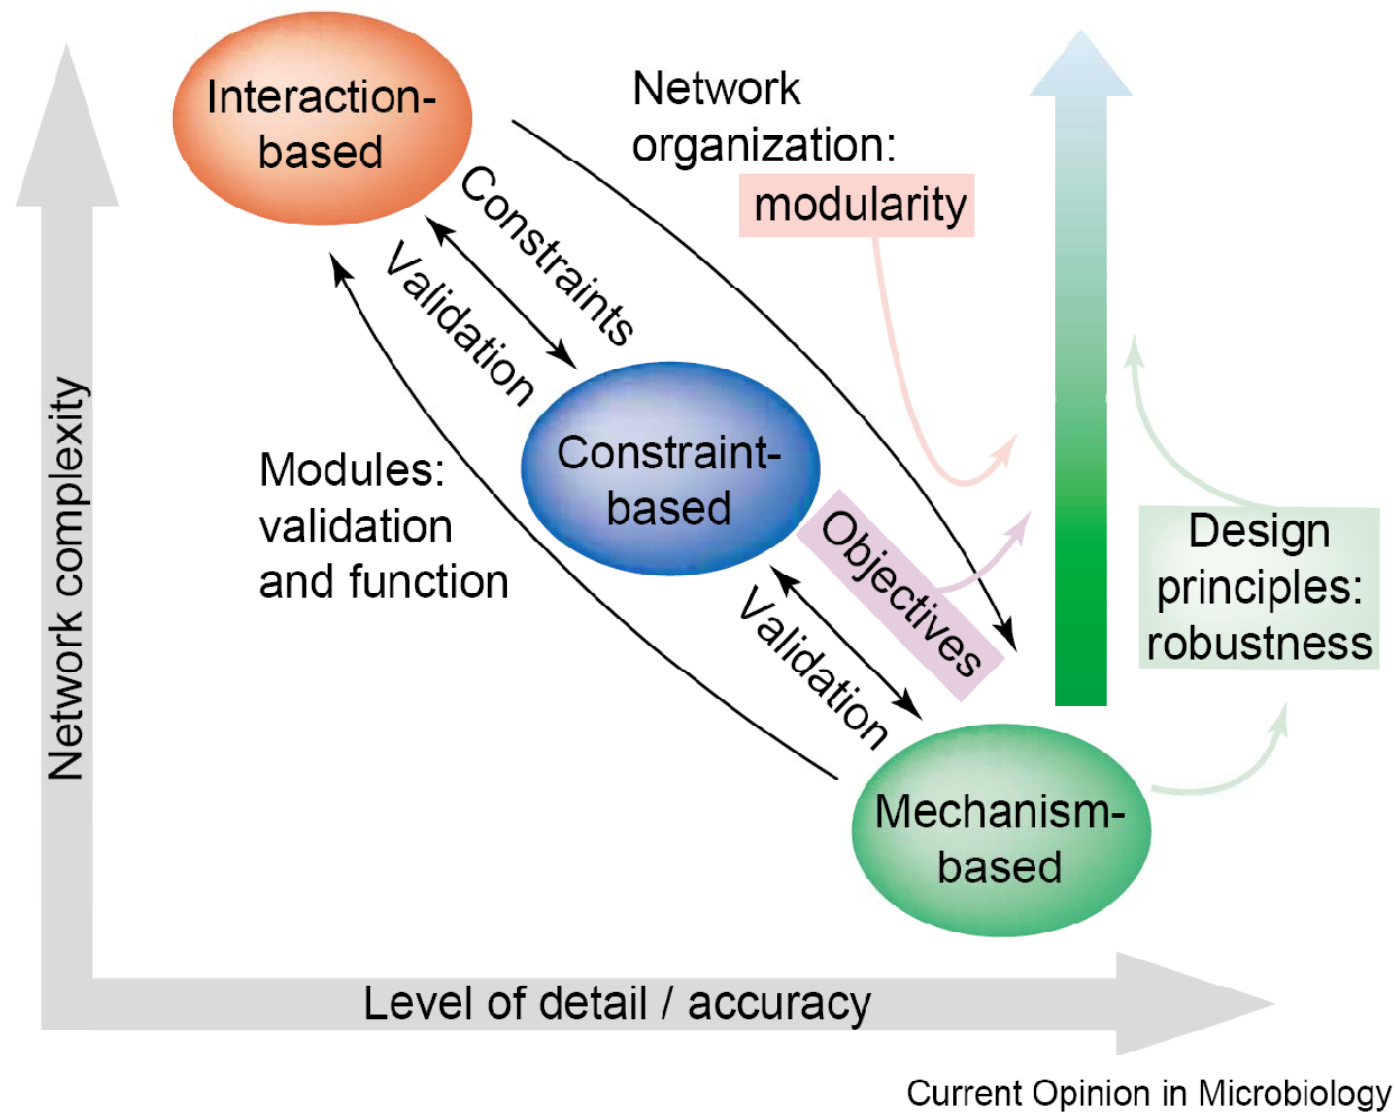 Interaction-
based
Network
organization:
modularity
Constraints
Validation
Constraint-
based
Modules:
validation
and function
Objectives
Validation
Design
principles:
robustness
Mechanism-
based
Network complexity
Level of detail / accuracy
Current Opinion in Microbiology